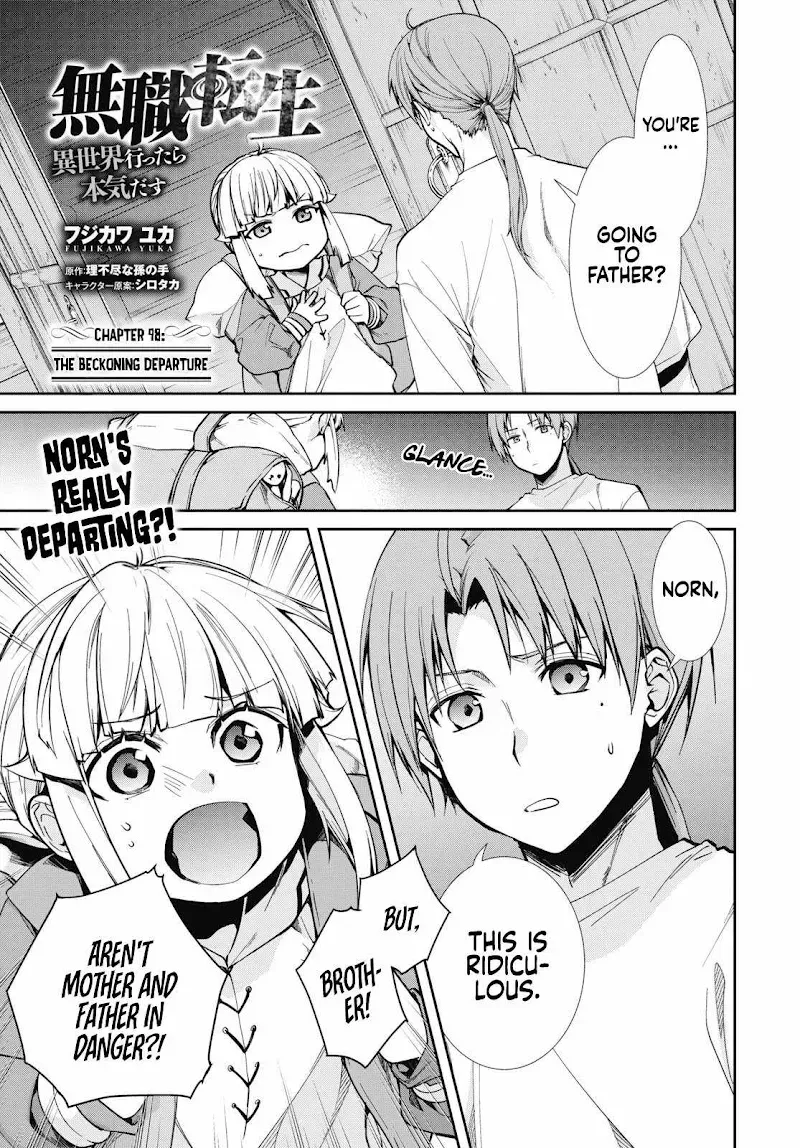 無職転生
異世界行ったら
本気だす
フジカワ ユカ
FUJIKAWA YUKA
原作:理不尽な孫の手
キャラクター原案:シロタカ
CHAPTER 98:
THE BECKONING DEPARTURE
YOU'RE
...
GOING
TO
FATHER?
GLANCE...
NORN'S
REALLY
DEPARTING?!
NORN,
THIS IS
RIDICU-
LOUS.
BUT,
BROTH-
ER!
AREN'T
MOTHER AND
FATHER IN
DANGER?!